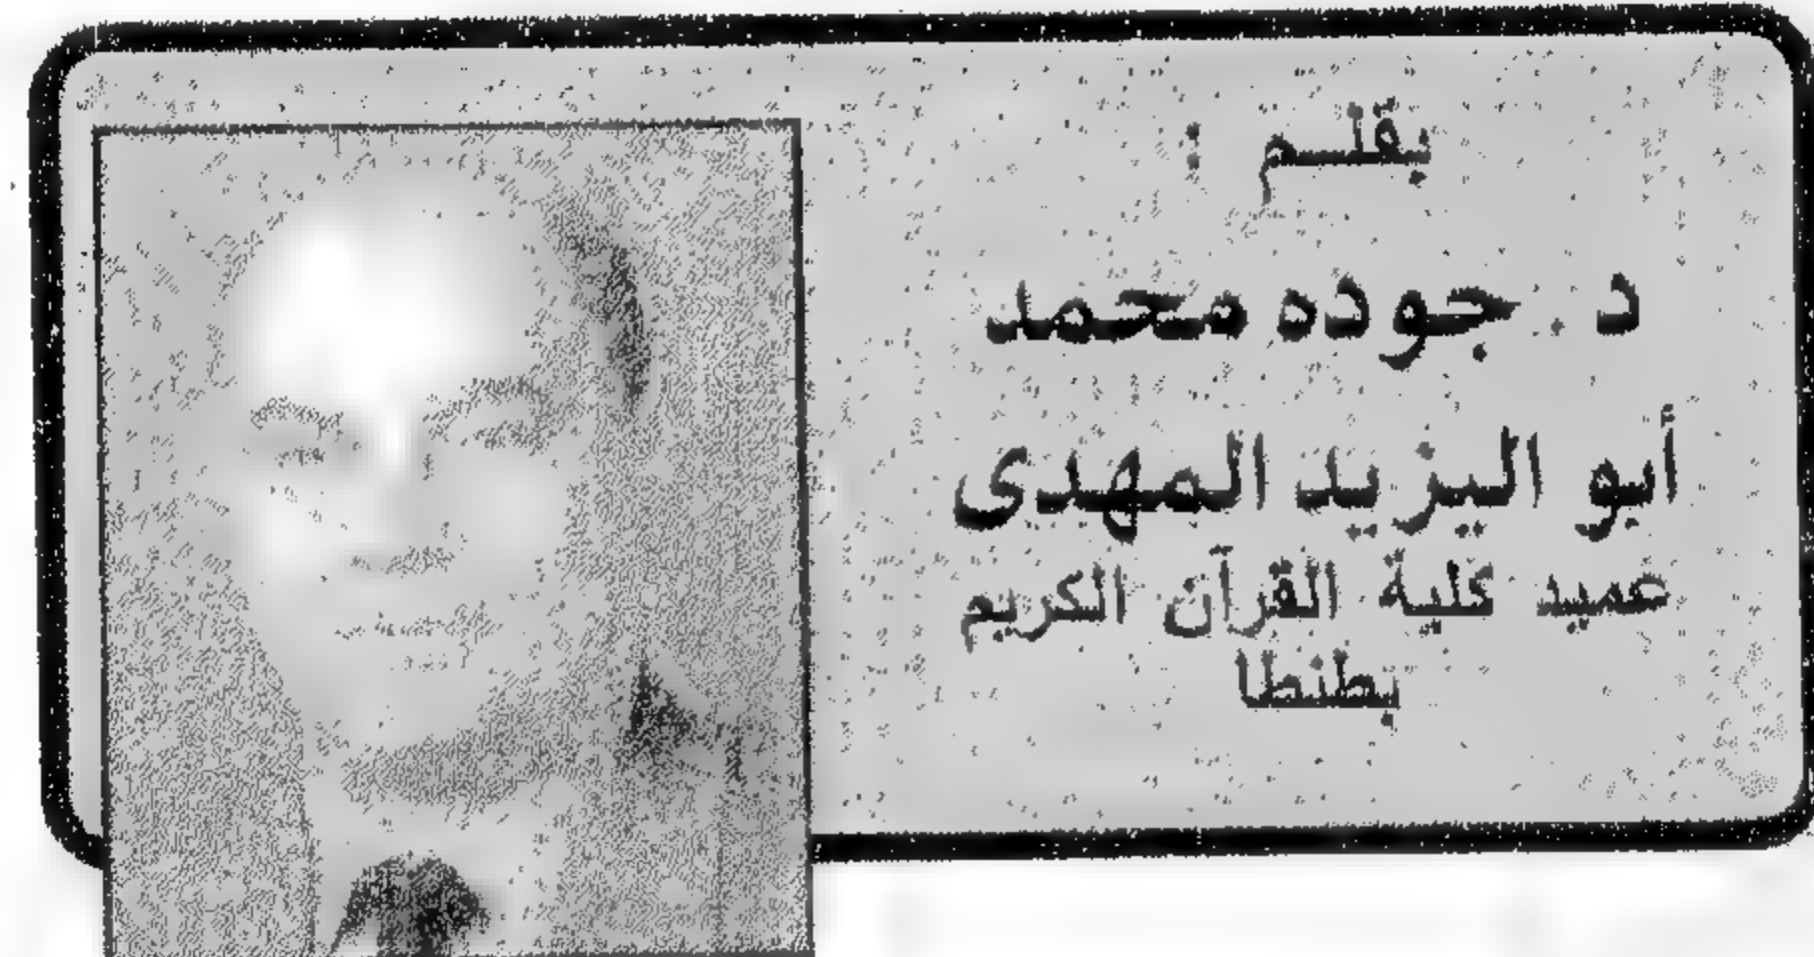 بقلم :
د. جوده محمد
أبو اليزيد المهدى
عميد كلية القرآن الكريم
بطنطا